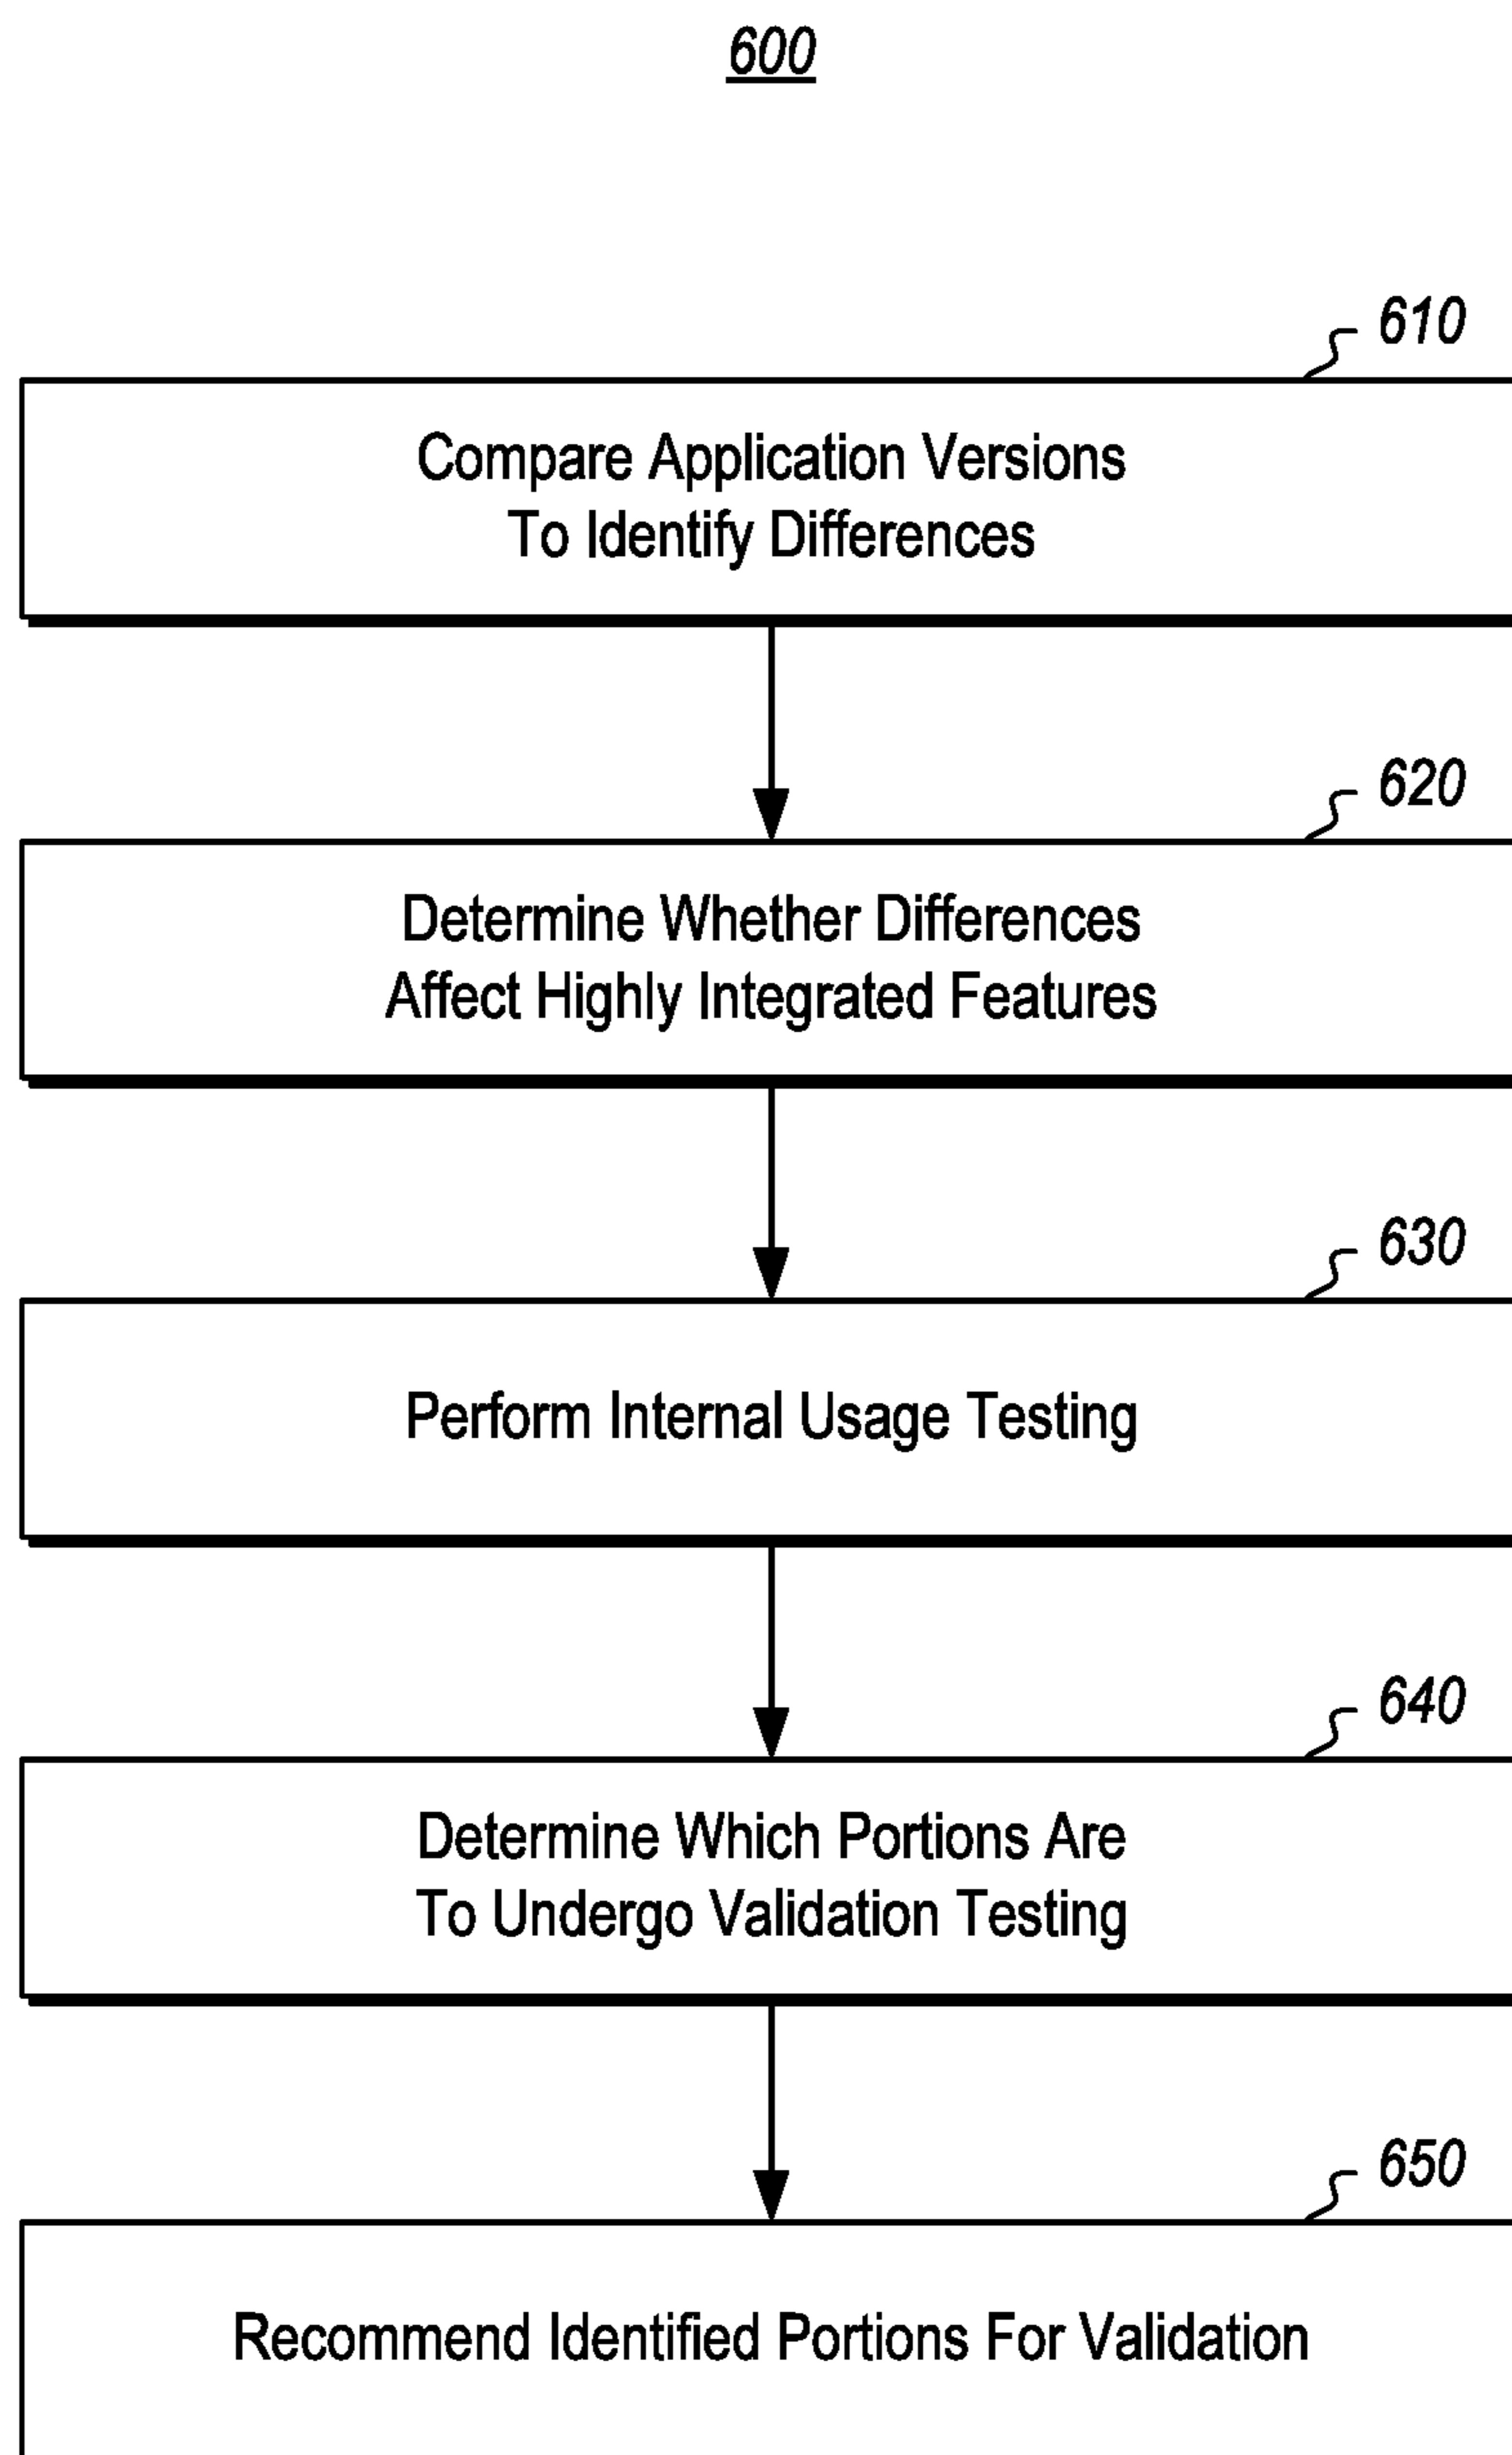 600
610
Compare Application Versions
To Identify Differences
620
Determine Whether Differences
Affect Highly Integrated Features
630
Perform Internal Usage Testing
640
Determine Which Portions Are
To Undergo Validation Testing
650
Recommend Identified Portions For Validation